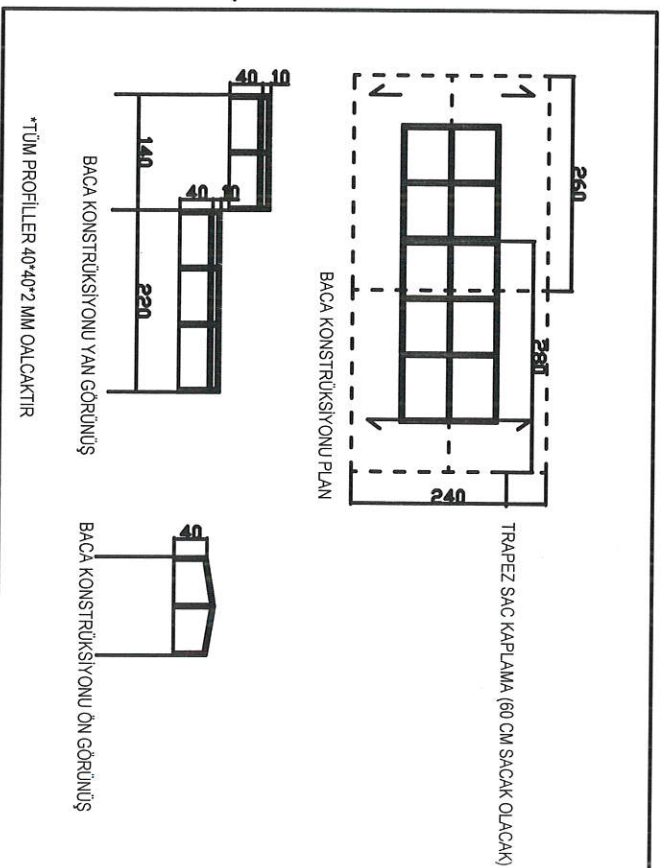 260
280
240
TRAPEZ SAC KAPLAMA (60 CM SACAK OLACAK)
BACA KONSTRÜKSİYONU PLAN
40 10
40 10
140
220
BACA KONSTRÜKSİYONU YAN GÖRÜNÜŞ
40
BACA KONSTRÜKSİYONU ÖN GÖRÜNÜŞ
*TÜM PROFİLLER 40*40*2 MM OALCAKTIR